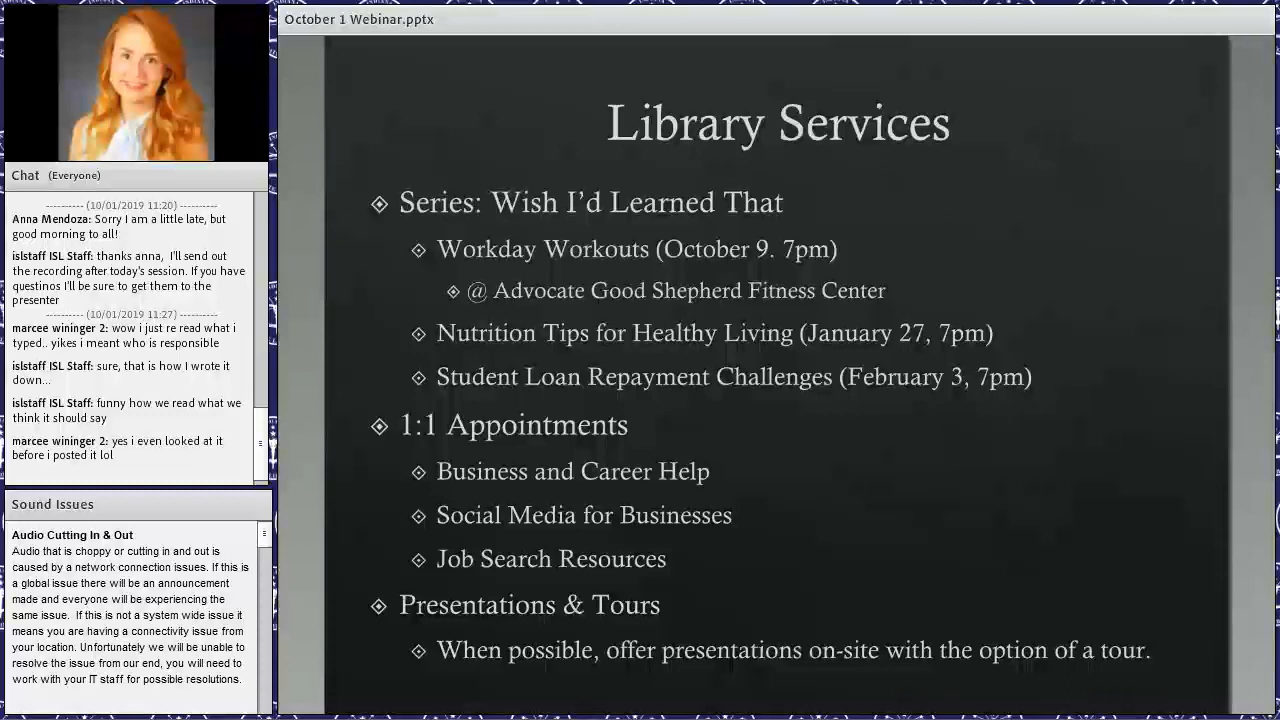 October 1 Webinar.pptx
Chat (Everyone)
---------- (10/01/2019 11:20) ----------
Anna Mendoza: Sorry I am a little late, but
good morning to all!
islstaff ISL Staff: thanks anna, I'll send out
the recording after today's session. If you have
questinos I'll be sure to get them to the
presenter
---------- (10/01/2019 11:27) ----------
marcee wininger 2: wow i just re read what i
typed.. yikes i meant who is responsible
islstaff ISL Staff: sure, that is how I wrote it
down...
islstaff ISL Staff: funny how we read what we
think it should say
marcee wininger 2: yes i even looked at it
before i posted it lol
Sound Issues
Audio Cutting In & Out
Audio that is choppy or cutting in and out is
caused by a network connection issues. If this is
a global issue there will be an announcement
made and everyone will be experiencing the
same issue. If this is not a system wide issue it
means you are having a connectivity issue from
your location. Unfortunately we will be unable to
resolve the issue from our end, you will need to
work with your IT staff for possible resolutions.
Library Services
Series: Wish I'd Learned That
Workday Workouts (October 9. 7pm)
@ Advocate Good Shepherd Fitness Center
Nutrition Tips for Healthy Living (January 27, 7pm)
Student Loan Repayment Challenges (February 3, 7pm)
1:1 Appointments
Business and Career Help
Social Media for Businesses
Job Search Resources
Presentations & Tours
When possible, offer presentations on-site with the option of a tour.